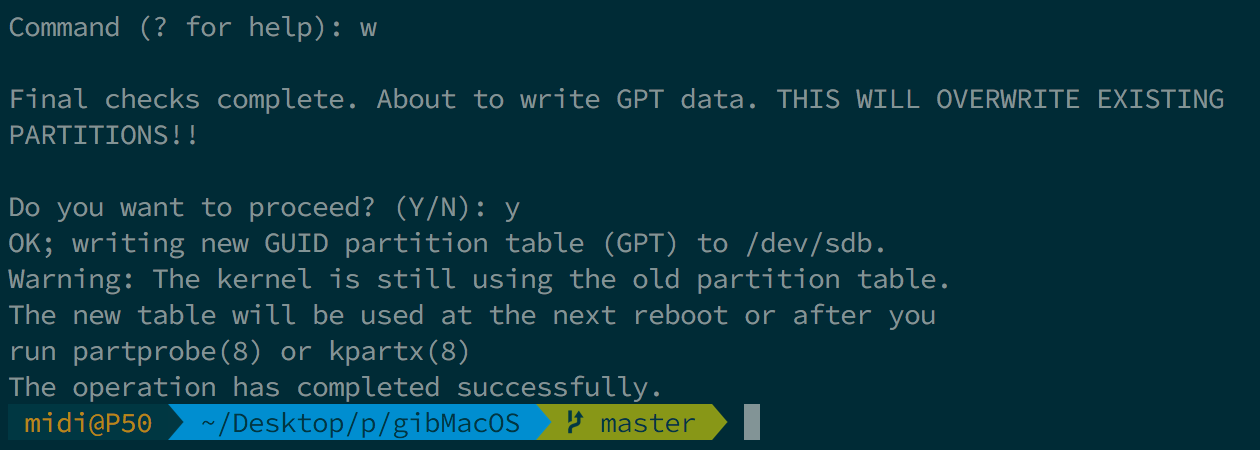 Command (? for help): w
Final checks complete. About to write GPT data. THIS WILL OVERWRITE EXISTING
PARTITIONS!!
Do you want to proceed? (Y/N): y
OK; writing new GUID partition table (GPT) to /dev/sdb.
Warning: The kernel is still using the old partition table.
The new table will be used at the next reboot or after you
run partprobe(8) or kpartx(8)
The operation has completed successfully.
midi@P50 ~/Desktop/p/gibMacOS master